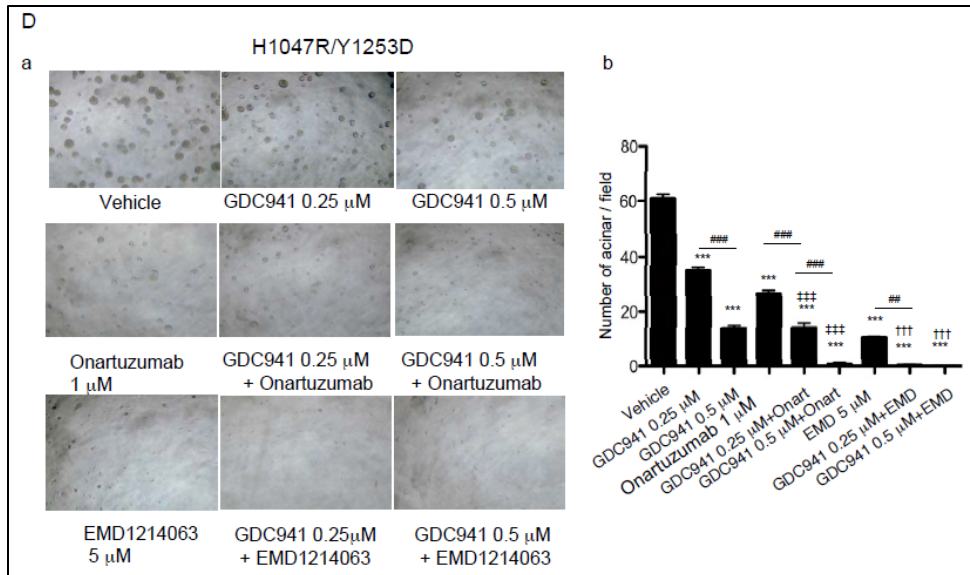 D
H1047R/Y1253D
a
Vehicle
GDC941 0.25 µM
GDC941 0.5 µM
Onartuzumab
1 µM
GDC941 0.25 µM
+ Onartuzumab
GDC941 0.5 µM
+ Onartuzumab
EMD1214063
5 µM
GDC941 0.25µM
+ EMD1214063
GDC941 0.5 µM
+ EMD1214063
b
Number of acinar / field
80
60
40
20
0
***
###
***
***
###
‡‡‡
***
###
‡‡‡
***
***
##
†††
***
†††
***
Vehicle
GDC941 0.25 µM
GDC941 0.5 µM
Onartuzumab 1 µM
GDC941 0.25 µM+Onart
GDC941 0.5 µM+Onart
EMD 5 µM
GDC941 0.25 µM+EMD
GDC941 0.5 µM+EMD